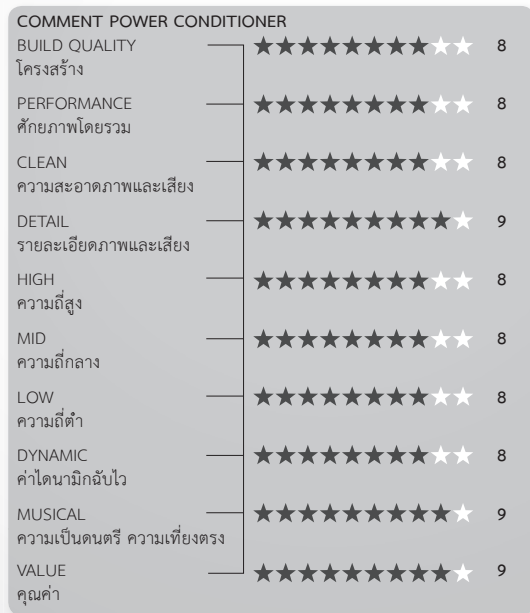 COMMENT POWER CONDITIONER
BUILD QUALITY ★★★★★★★★★★ 8
โครงสร้าง
PERFORMANCE ★★★★★★★★★★ 8
ศักยภาพโดยรวม
CLEAN ★★★★★★★★★★ 8
ความสะอาดภาพและเสียง
DETAIL ★★★★★★★★★★ 9
รายละเอียดภาพและเสียง
HIGH ★★★★★★★★★★ 8
ความถี่สูง
MID ★★★★★★★★★★ 8
ความถี่กลาง
LOW ★★★★★★★★★★ 8
ความถี่ต่ำ
DYNAMIC ★★★★★★★★★★ 8
ค่าไดนามิกฉับไว
MUSICAL ★★★★★★★★★★ 9
ความเป็นดนตรี ความเที่ยงตรง
VALUE ★★★★★★★★★★ 9
คุณค่า